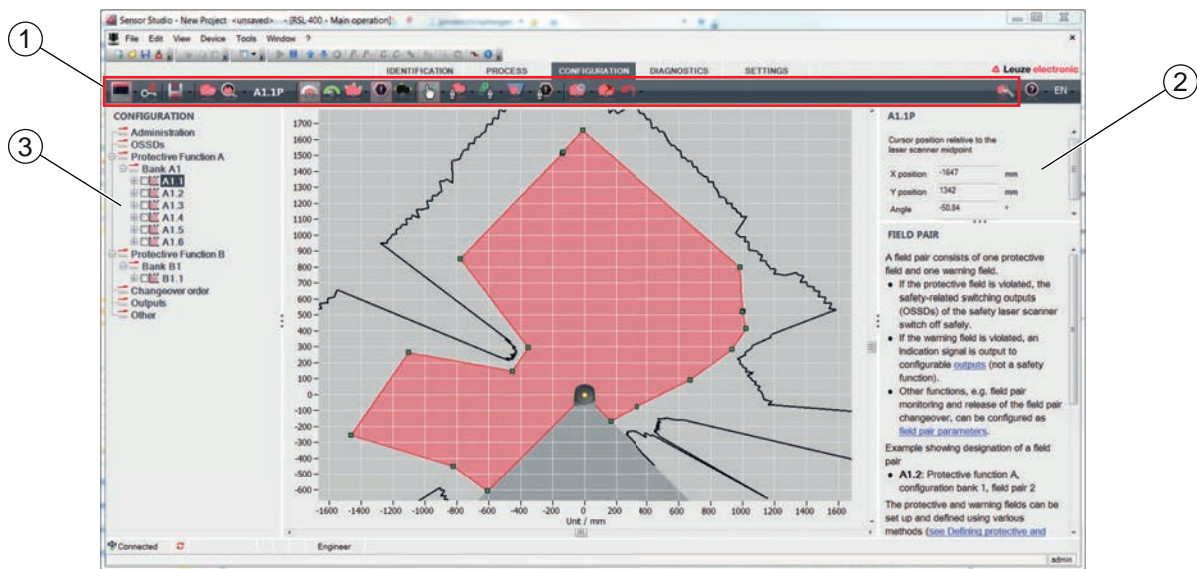 1
2
3
Sensor Studio - New Project <unsaved> - [RSL 400 - Main operation]
File Edit View Device Tools Window ?
IDENTIFICATION PROCESS CONFIGURATION DIAGNOSTICS SETTINGS
Leuze electronic
A1.1P
EN
CONFIGURATION
Administration
OSSDs
Protective Function A
Bank A1
A1.1
A1.2
A1.3
A1.4
A1.5
A1.6
Protective Function B
Bank B1
B1.1
Changeover order
Outputs
Other
1700
1600
1500
1400
1300
1200
1100
1000
900
800
700
600
500
400
300
200
100
0
-100
-200
-300
-400
-500
-600
-1600 -1400 -1200 -1000 -800 -600 -400 -200 0 200 400 600 800 1000 1200 1400 1600
Unt / mm
A1.1P
Cursor position relative to the
laser scanner midpoint
X position -1647 mm
Y position 1342 mm
Angle -50.84 °
FIELD PAIR
A field pair consists of one protective
field and one warning field.
• If the protective field is violated, the
safety-related switching outputs
(OSSDs) of the safety laser scanner
switch off safely.
• If the warning field is violated, an
indication signal is output to
configurable outputs (not a safety
function).
• Other functions, e.g. field pair
monitoring and release of the field pair
changeover, can be configured as
field pair parameters.
Example showing designation of a field
pair
• A1.2: Protective function A,
configuration bank 1, field pair 2
The protective and warning fields can be
set up and defined using various
methods (see Defining protective and
Connected
Engineer
admin